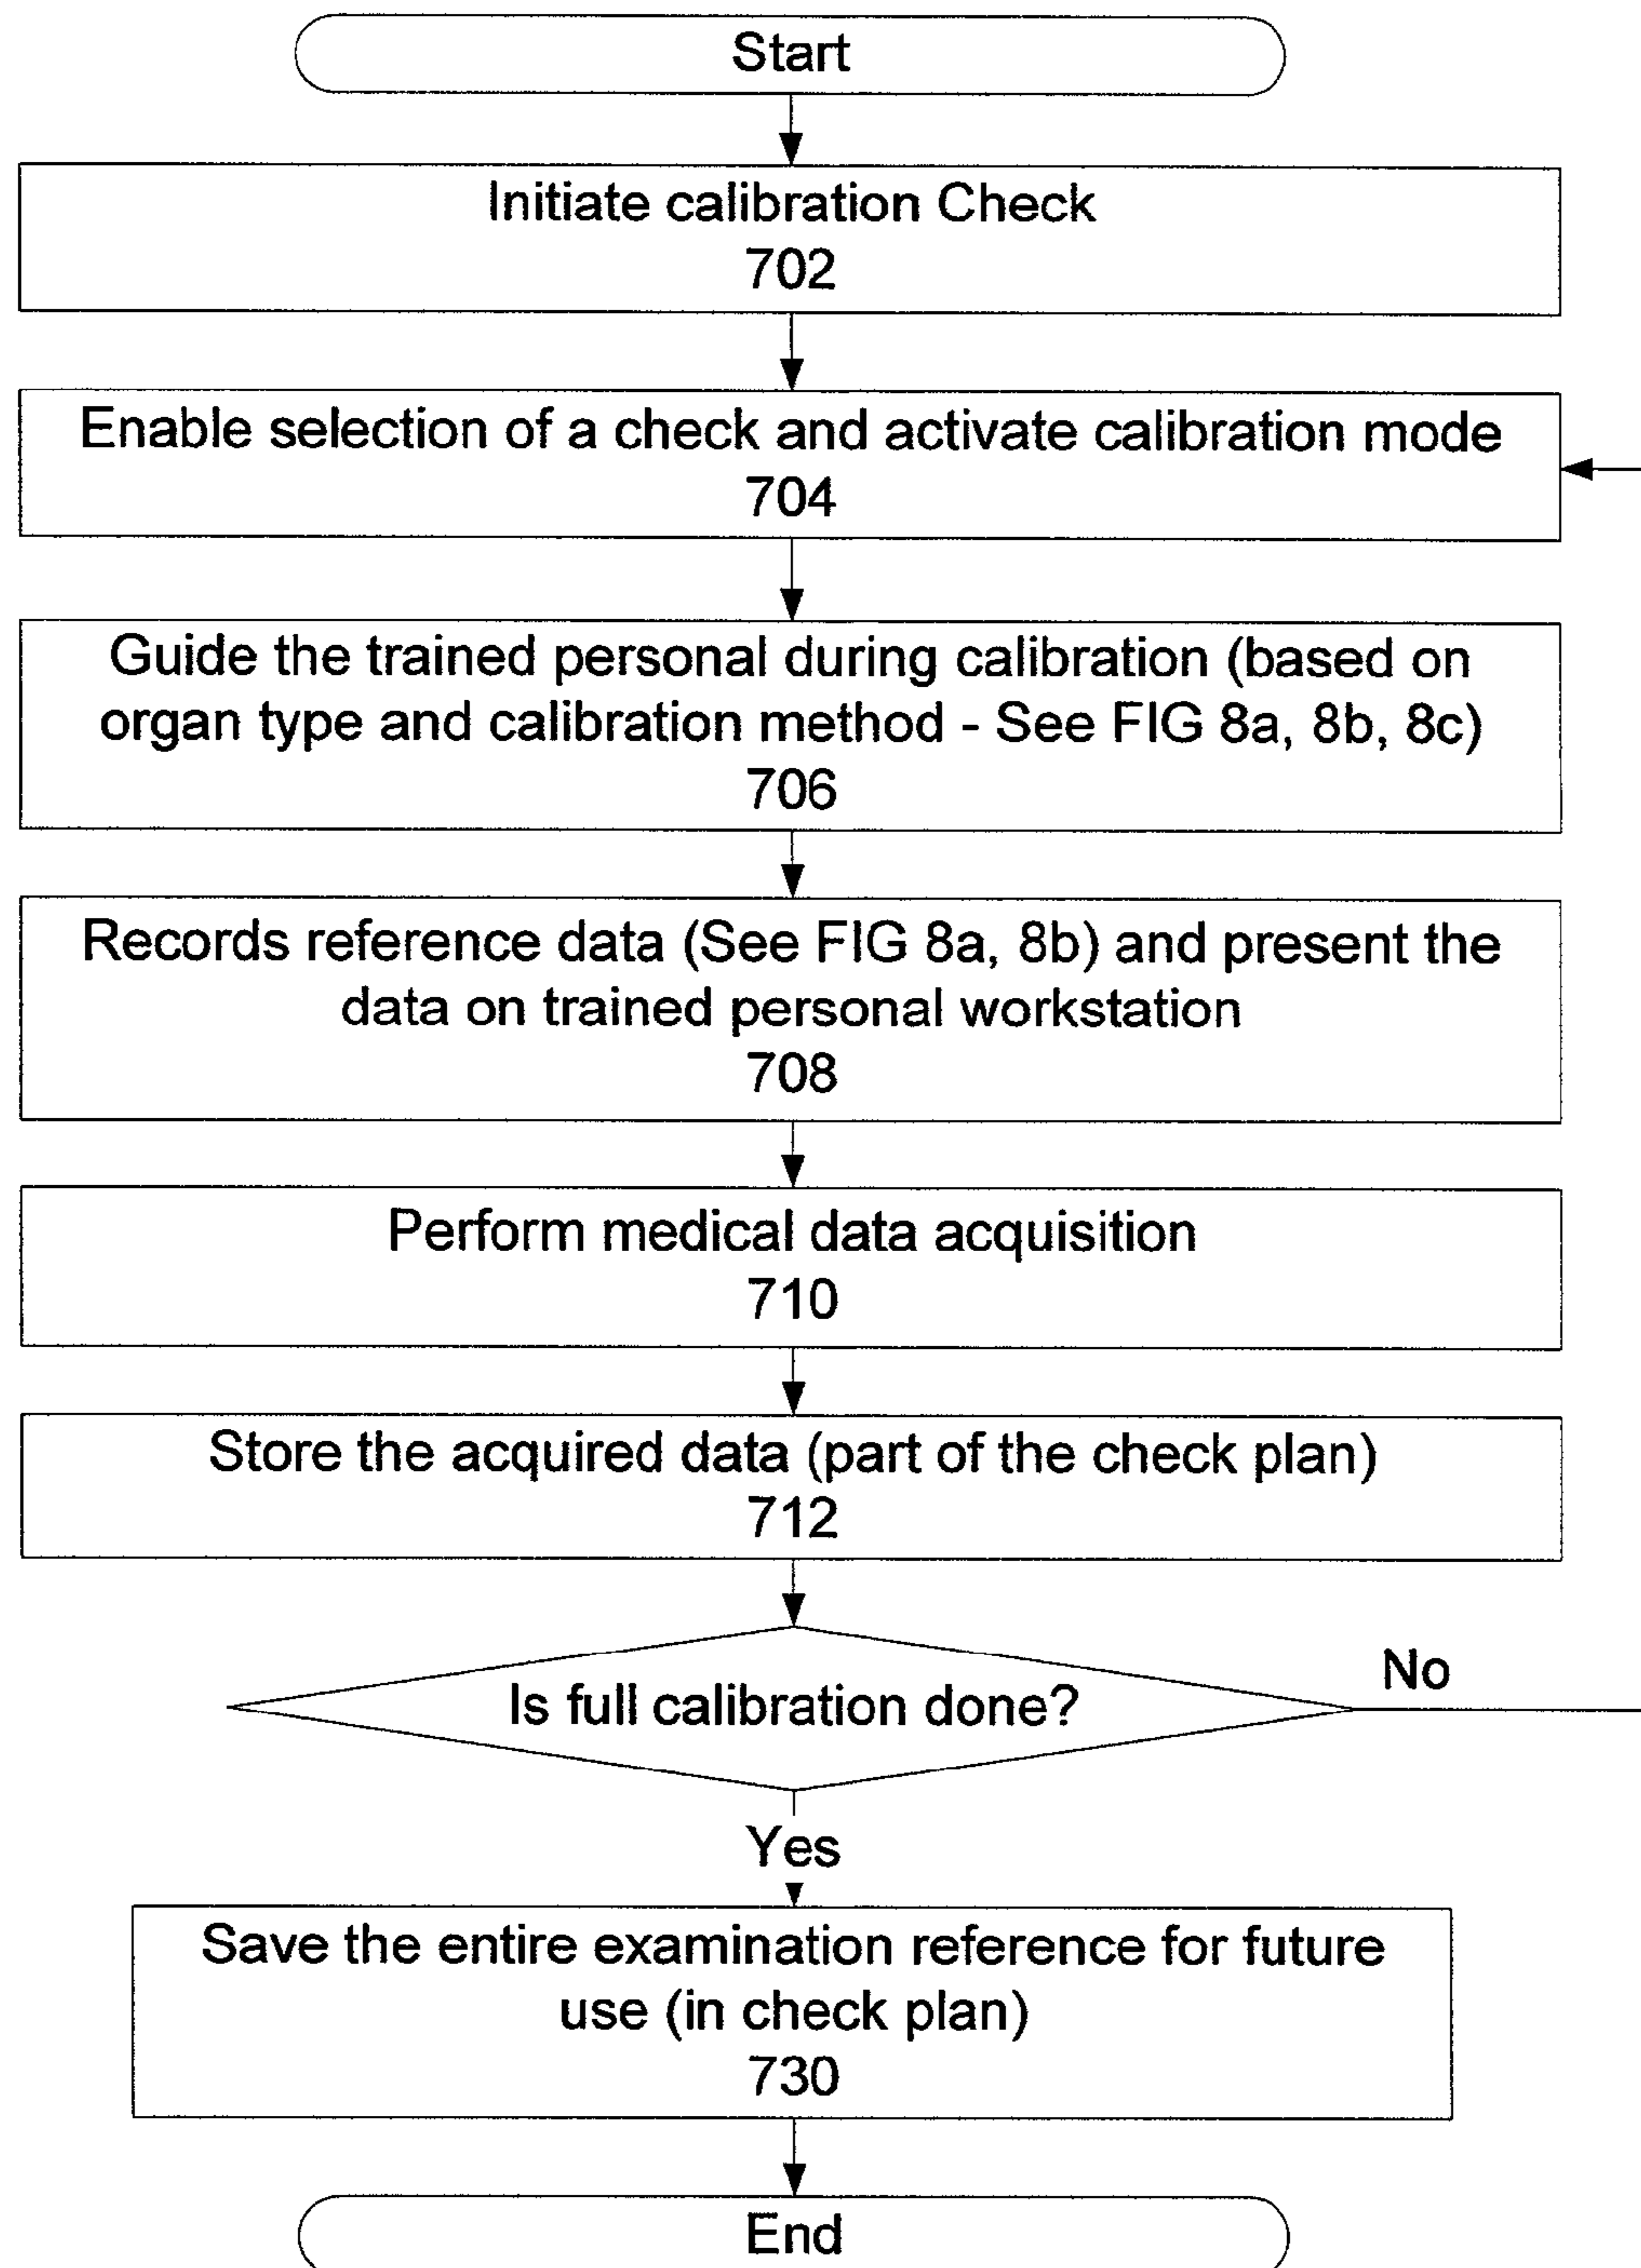 Start
Initiate calibration Check
702
Enable selection of a check and activate calibration mode
704
Guide the trained personal during calibration (based on
organ type and calibration method - See FIG 8a, 8b, 8c)
706
Records reference data (See FIG 8a, 8b) and present the
data on trained personal workstation
708
Perform medical data acquisition
710
Store the acquired data (part of the check plan)
712
Is full calibration done?
No
Yes
Save the entire examination reference for future
use (in check plan)
730
End